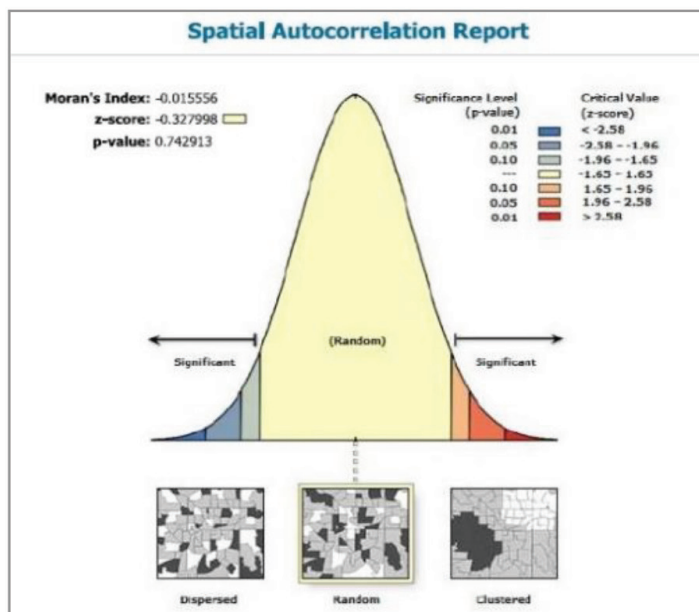 Spatial Autocorrelation Report
Moran's Index: -0.015556
z-score: -0.327998
p-value: 0.742913
Significance Level (p-value)
Critical Value (z-score)
0.01 < -2.58
0.05 -2.58 – -1.96
0.10 -1.96 – -1.65
--- -1.65 – 1.65
0.10 1.65 – 1.96
0.05 1.96 – 2.58
0.01 > 2.58
Significant
(Random)
Significant
Dispersed
Random
Clustered